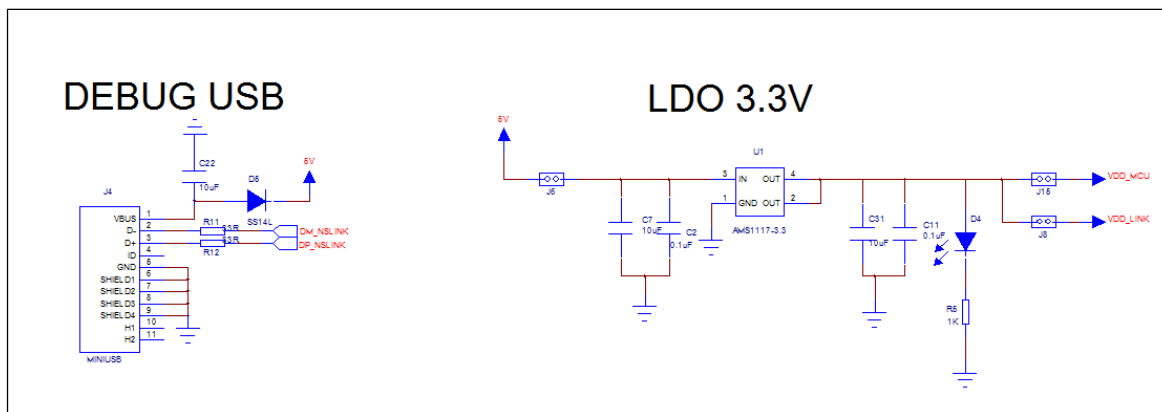 DEBUG USB
LDO 3.3V
C22
10uF
J4
D5
5V
SS14L
VBUS 1
D- 2
D+ 3
ID 4
GND 5
SHIELD1 6
SHIELD2 7
SHIELD3 8
SHIELD4 9
H1 10
H2 11
R11
33R
DM_NSLINK
33R
DP_NSLINK
R12
MINIUSB
5V
J6
U1
3 IN OUT 4
1 GND OUT 2
AMS1117-3.3
C7
10uF
C2
0.1uF
C31
10uF
C11
0.1uF
D4
R5
1K
J15
VDD_MCU
J8
VDD_LINK